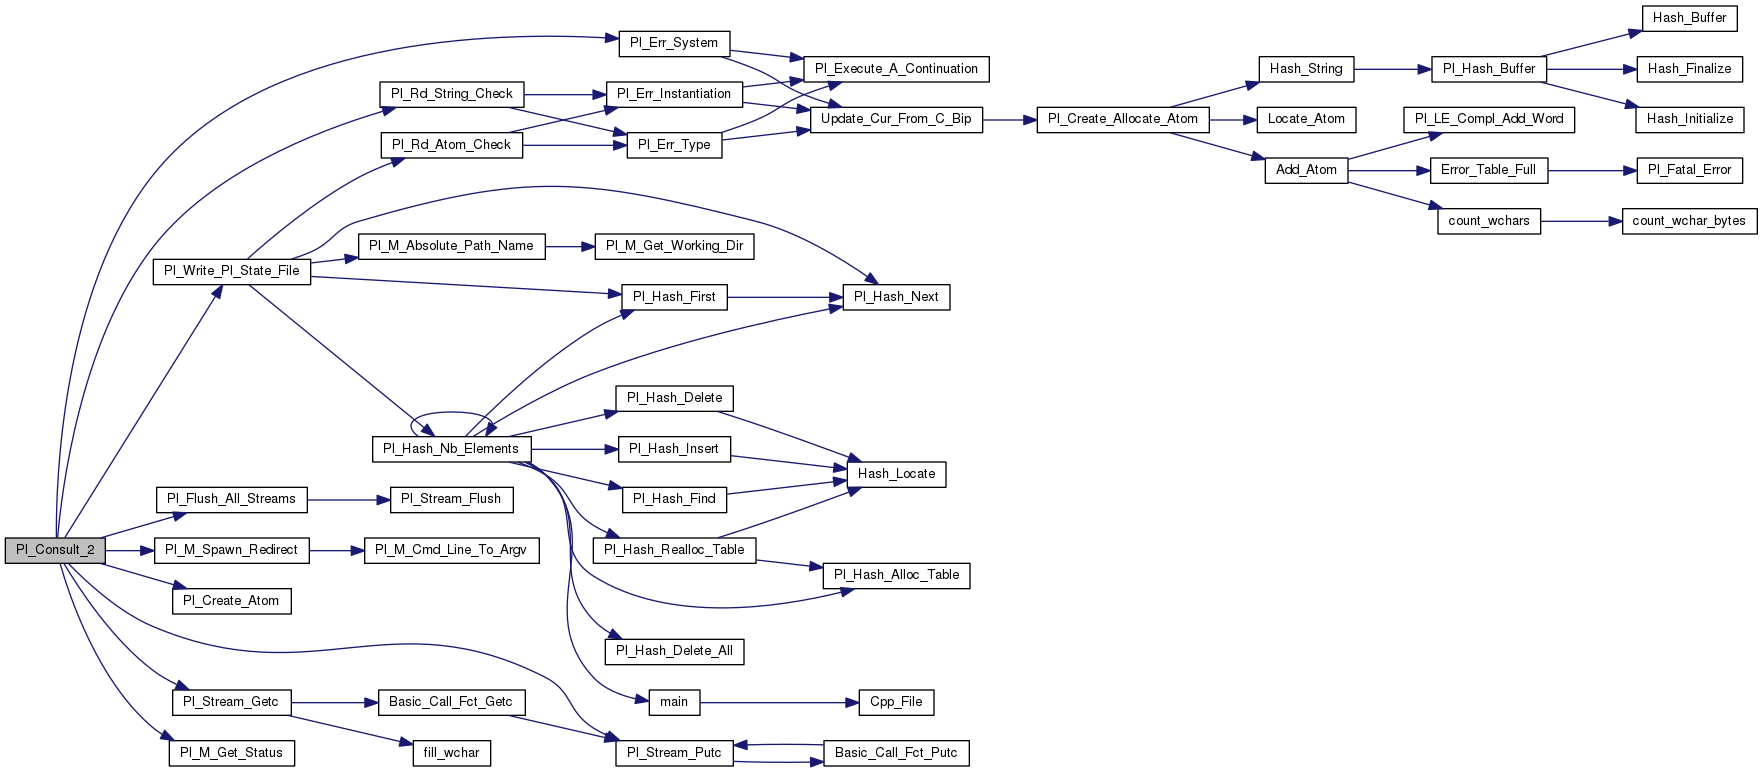 Pl_Consult_2
Pl_Err_System
Pl_Rd_String_Check
Pl_Rd_Atom_Check
Pl_Write_Pl_State_File
Pl_M_Absolute_Path_Name
Pl_M_Get_Working_Dir
Pl_Err_Instantiation
Pl_Err_Type
Pl_Execute_A_Continuation
Update_Cur_From_C_Bip
Pl_Create_Allocate_Atom
Hash_String
Locate_Atom
Add_Atom
Pl_Hash_Buffer
Hash_Buffer
Hash_Finalize
Hash_Initialize
Pl_LE_Compl_Add_Word
Error_Table_Full
Pl_Fatal_Error
count_wchars
count_wchar_bytes
Pl_Hash_First
Pl_Hash_Next
Pl_Hash_Nb_Elements
Pl_Hash_Delete
Pl_Hash_Insert
Pl_Hash_Find
Hash_Locate
Pl_Hash_Realloc_Table
Pl_Hash_Alloc_Table
Pl_Hash_Delete_All
main
Cpp_File
Pl_Flush_All_Streams
Pl_Stream_Flush
Pl_M_Spawn_Redirect
Pl_M_Cmd_Line_To_Argv
Pl_Create_Atom
Pl_Stream_Getc
Basic_Call_Fct_Getc
fill_wchar
Pl_M_Get_Status
Pl_Stream_Putc
Basic_Call_Fct_Putc